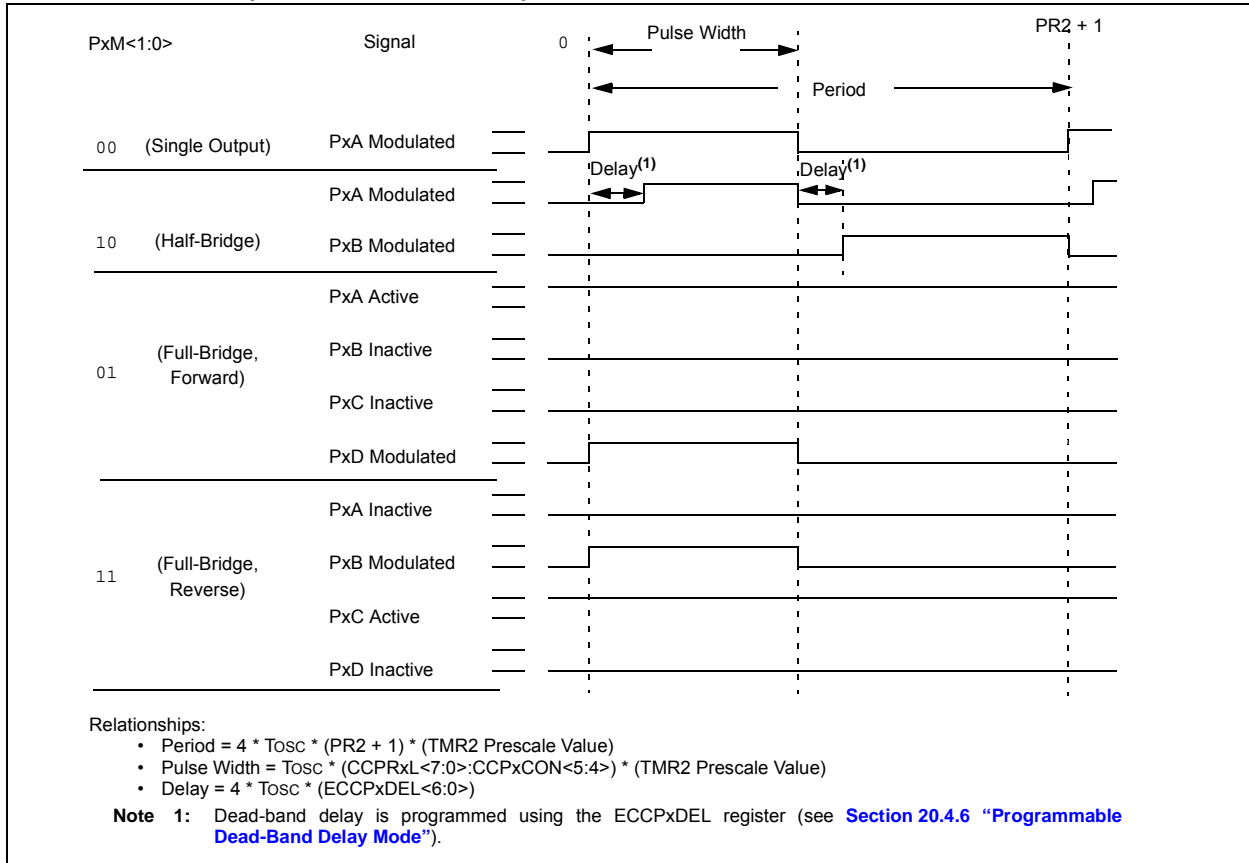 PxM<1:0> Signal 0 Pulse Width PR2 + 1
Period
00 (Single Output) PxA Modulated
Delay(1) Delay(1)
PxA Modulated
10 (Half-Bridge) PxB Modulated
PxA Active
(Full-Bridge, PxB Inactive
01 Forward)
PxC Inactive
PxD Modulated
PxA Inactive
11 (Full-Bridge, PxB Modulated
Reverse)
PxC Active
PxD Inactive
Relationships:
• Period = 4 * TOSC * (PR2 + 1) * (TMR2 Prescale Value)
• Pulse Width = TOSC * (CCPRxL<7:0>:CCPxCON<5:4>) * (TMR2 Prescale Value)
• Delay = 4 * TOSC * (ECCPxDEL<6:0>)
Note 1: Dead-band delay is programmed using the ECCPxDEL register (see Section 20.4.6 “Programmable
Dead-Band Delay Mode”).